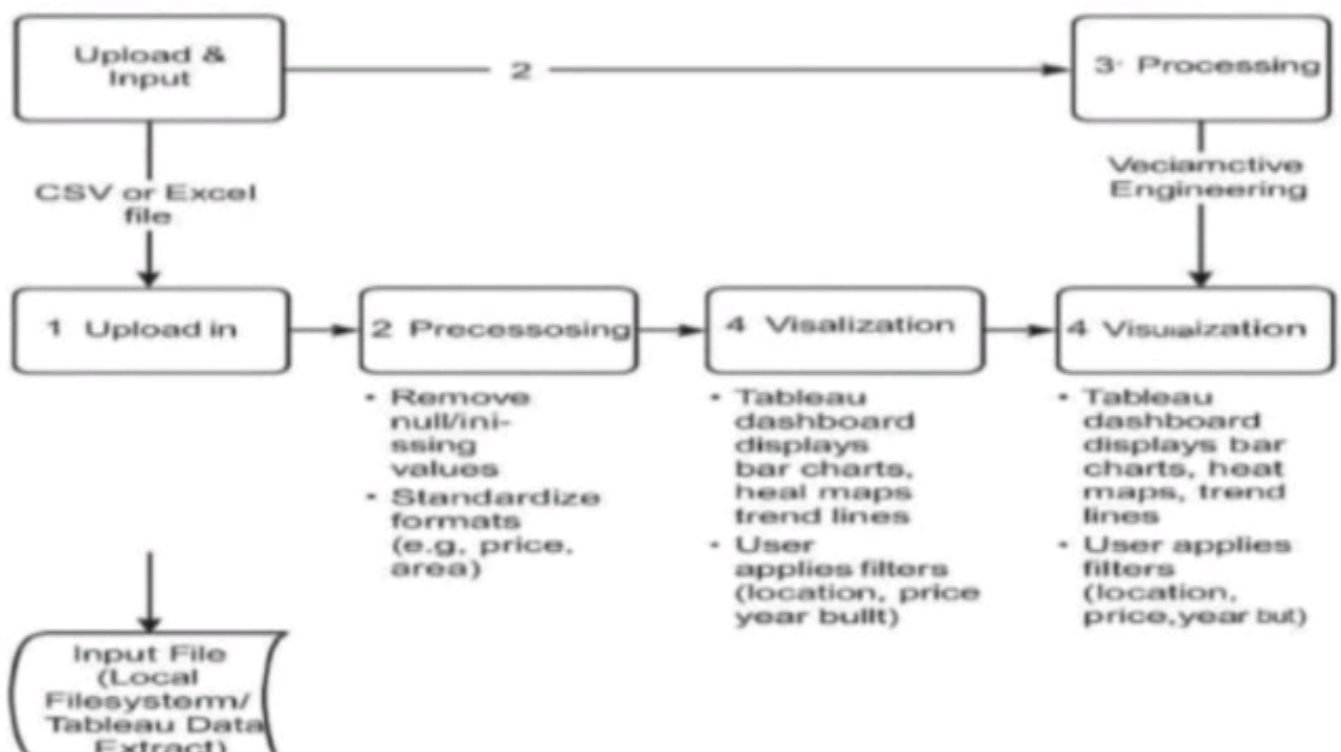 Upload &
Input
2
3· Processing
CSV or Excel
file
Veciamctive
Engineering
1 Upload in
2 Precessosing
4 Visalization
4 Visuaization
• Remove
null/ini-
ssing
values
• Standardize
formats
(e.g, price,
area)
• Tableau
dashboard
displays
bar charts,
heal maps
trend lines
• User
applies filters
(location, price
year buillt)
• Tableau
dashboard
displays bar
charts, heat
maps, trend
lines
• User applies
filters
(location,
price,year but)
Input File
(Local
Filesysterm/
Tableau Data
Extract)